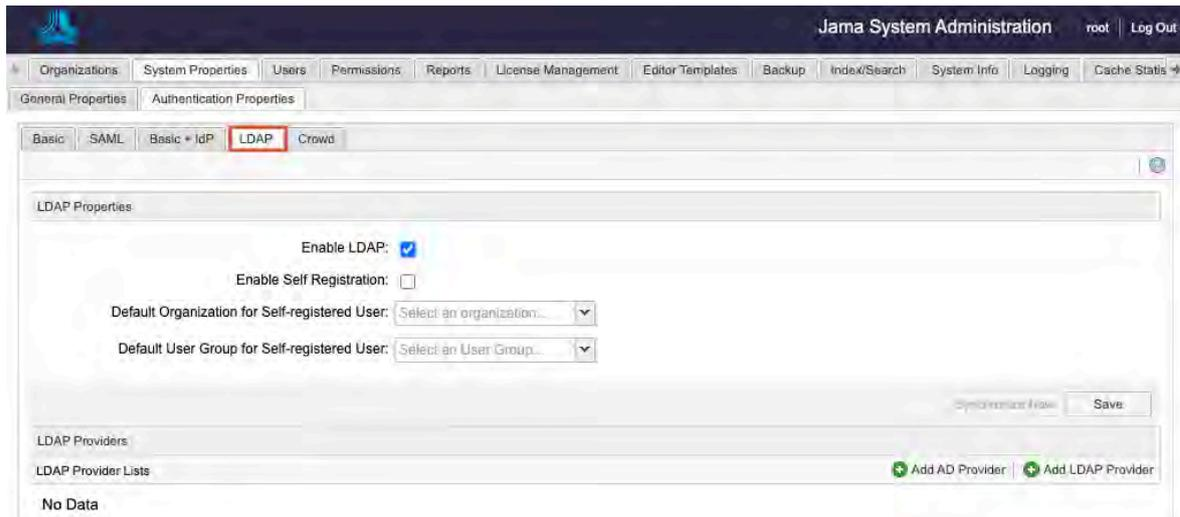 Jama System Administration root Log Out
Organizations System Properties Users Permissions Reports License Management Editor Templates Backup Index/Search System Info Logging Cache Statis
General Properties Authentication Properties
Basic SAML Basic + IdP LDAP Crowd
LDAP Properties
Enable LDAP:
Enable Self Registration:
Default Organization for Self-registered User: Select an organization...
Default User Group for Self-registered User: Select an User Group...
Synchronize Now Save
LDAP Providers
LDAP Provider Lists Add AD Provider Add LDAP Provider
No Data